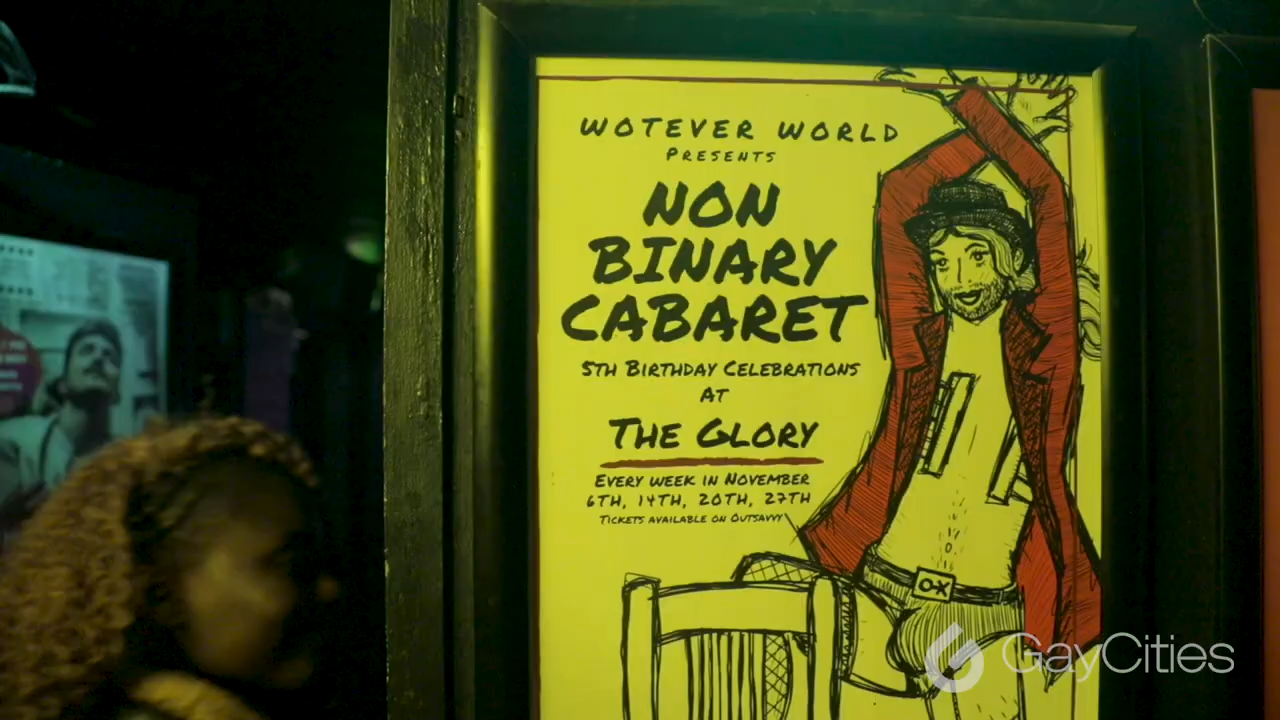 WOTEVER WORLD
PRESENTS
NON
BINARY
CABARET
5TH BIRTHDAY CELEBRATIONS
AT
THE GLORY
EVERY WEEK IN NOVEMBER
6TH, 14TH, 20TH, 27TH
TICKETS AVAILABLE ON OUTSAVVY
O-X
GayCities